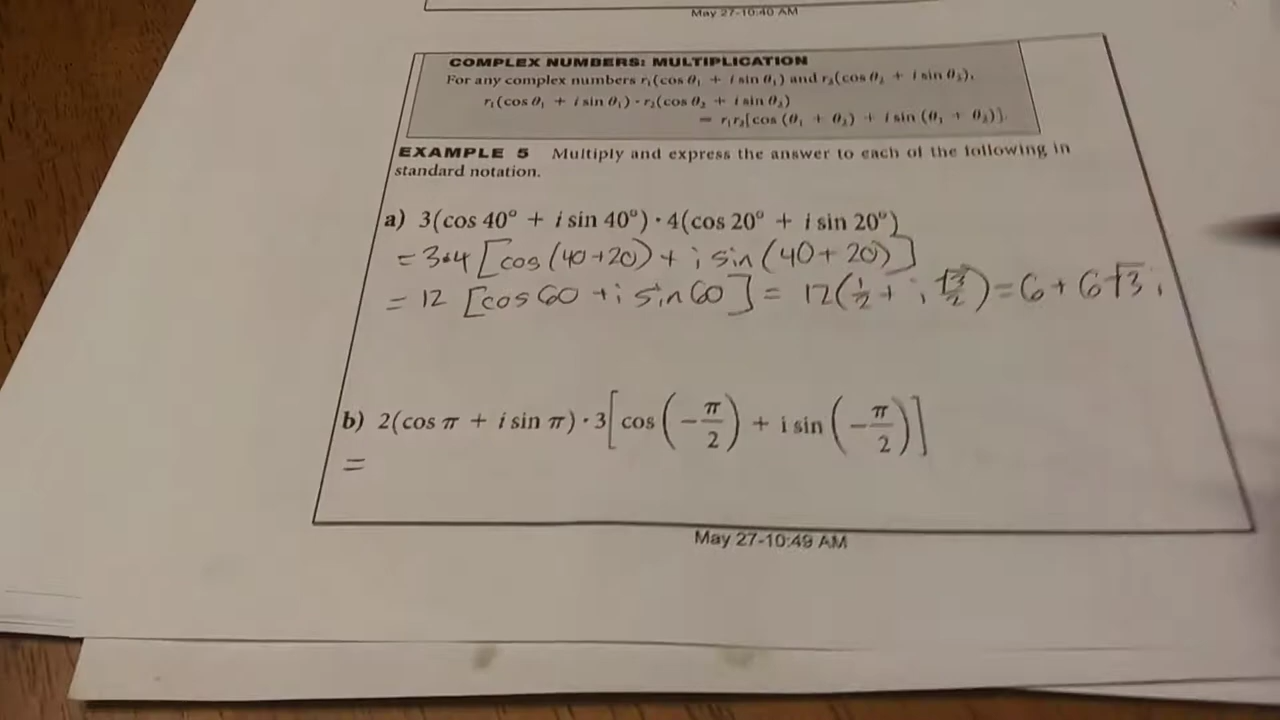 May 27-10:40 AM
COMPLEX NUMBERS: MULTIPLICATION
For any complex numbers r₁(cos θ₁ + i sin θ₁) and r₂(cos θ₂ + i sin θ₂),
r₁(cos θ₁ + i sin θ₁) · r₂(cos θ₂ + i sin θ₂)
= r₁r₂[cos (θ₁ + θ₂) + i sin (θ₁ + θ₂)].
EXAMPLE 5 Multiply and express the answer to each of the following in
standard notation.
a) 3(cos 40° + i sin 40°) · 4(cos 20° + i sin 20°)
= 3·4 [cos (40+20) + i sin (40+20)]
= 12 [cos 60 + i sin 60] = 12(1/2 + i √3/2) = 6 + 6√3 i
b) 2(cos π + i sin π) · 3[cos (−π/2) + i sin (−π/2)]
=
May 27-10:49 AM